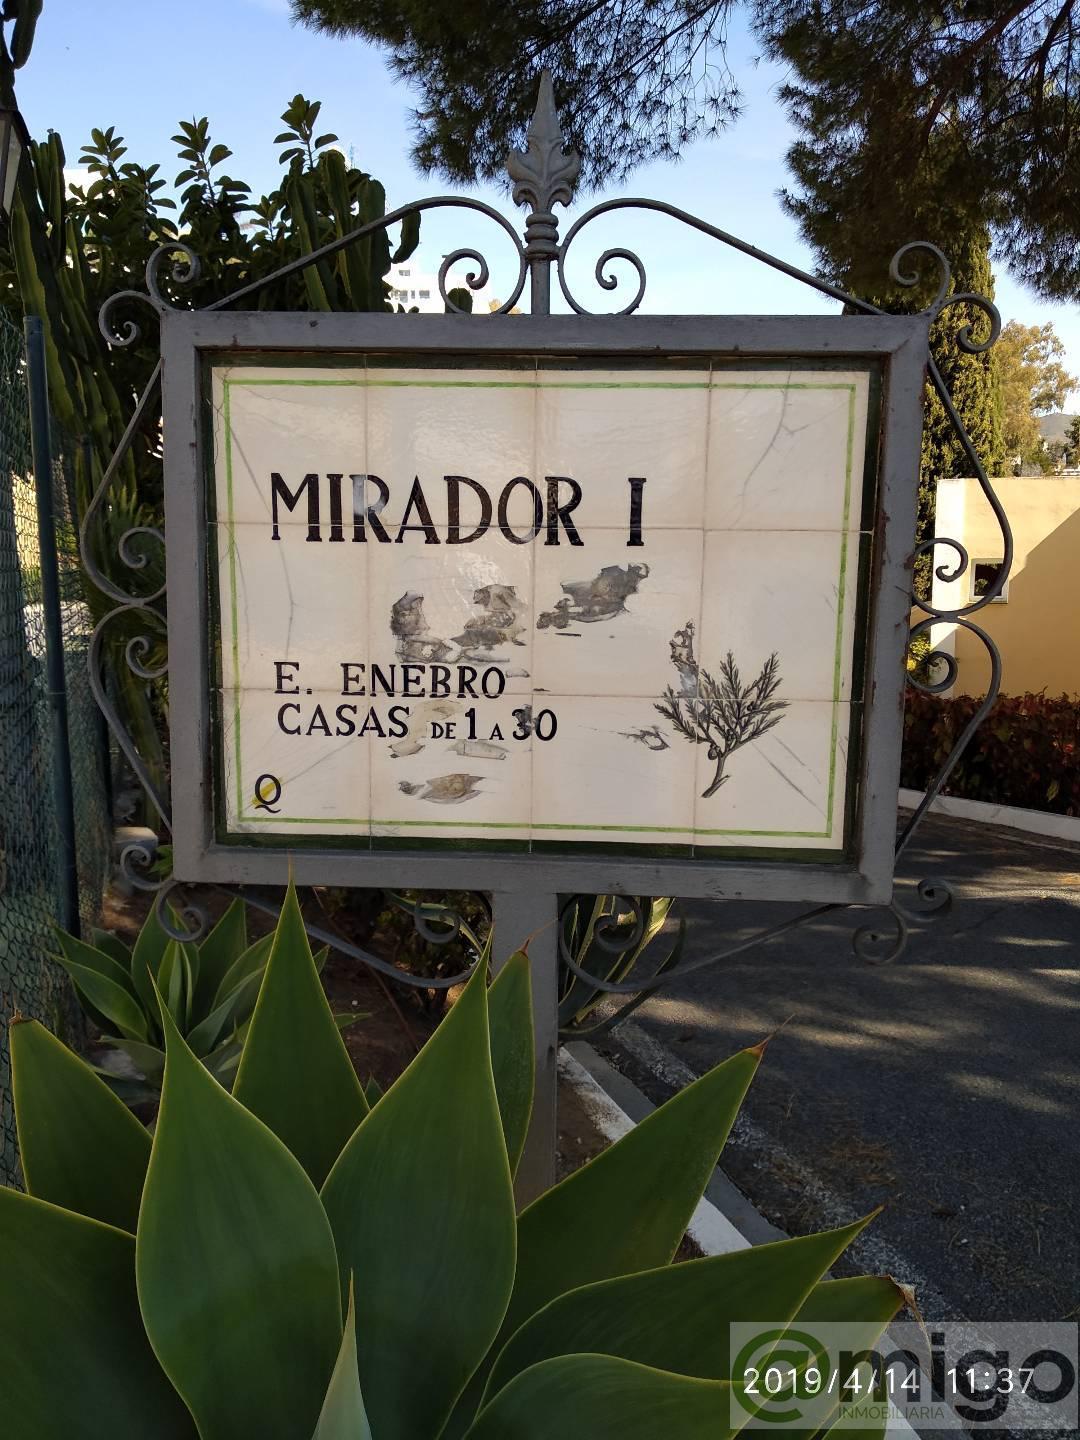 MIRADOR I
E. ENEBRO
CASAS DE 1 A 30
Q
@migo
2019/4/14 11:37
INMOBILIARIA